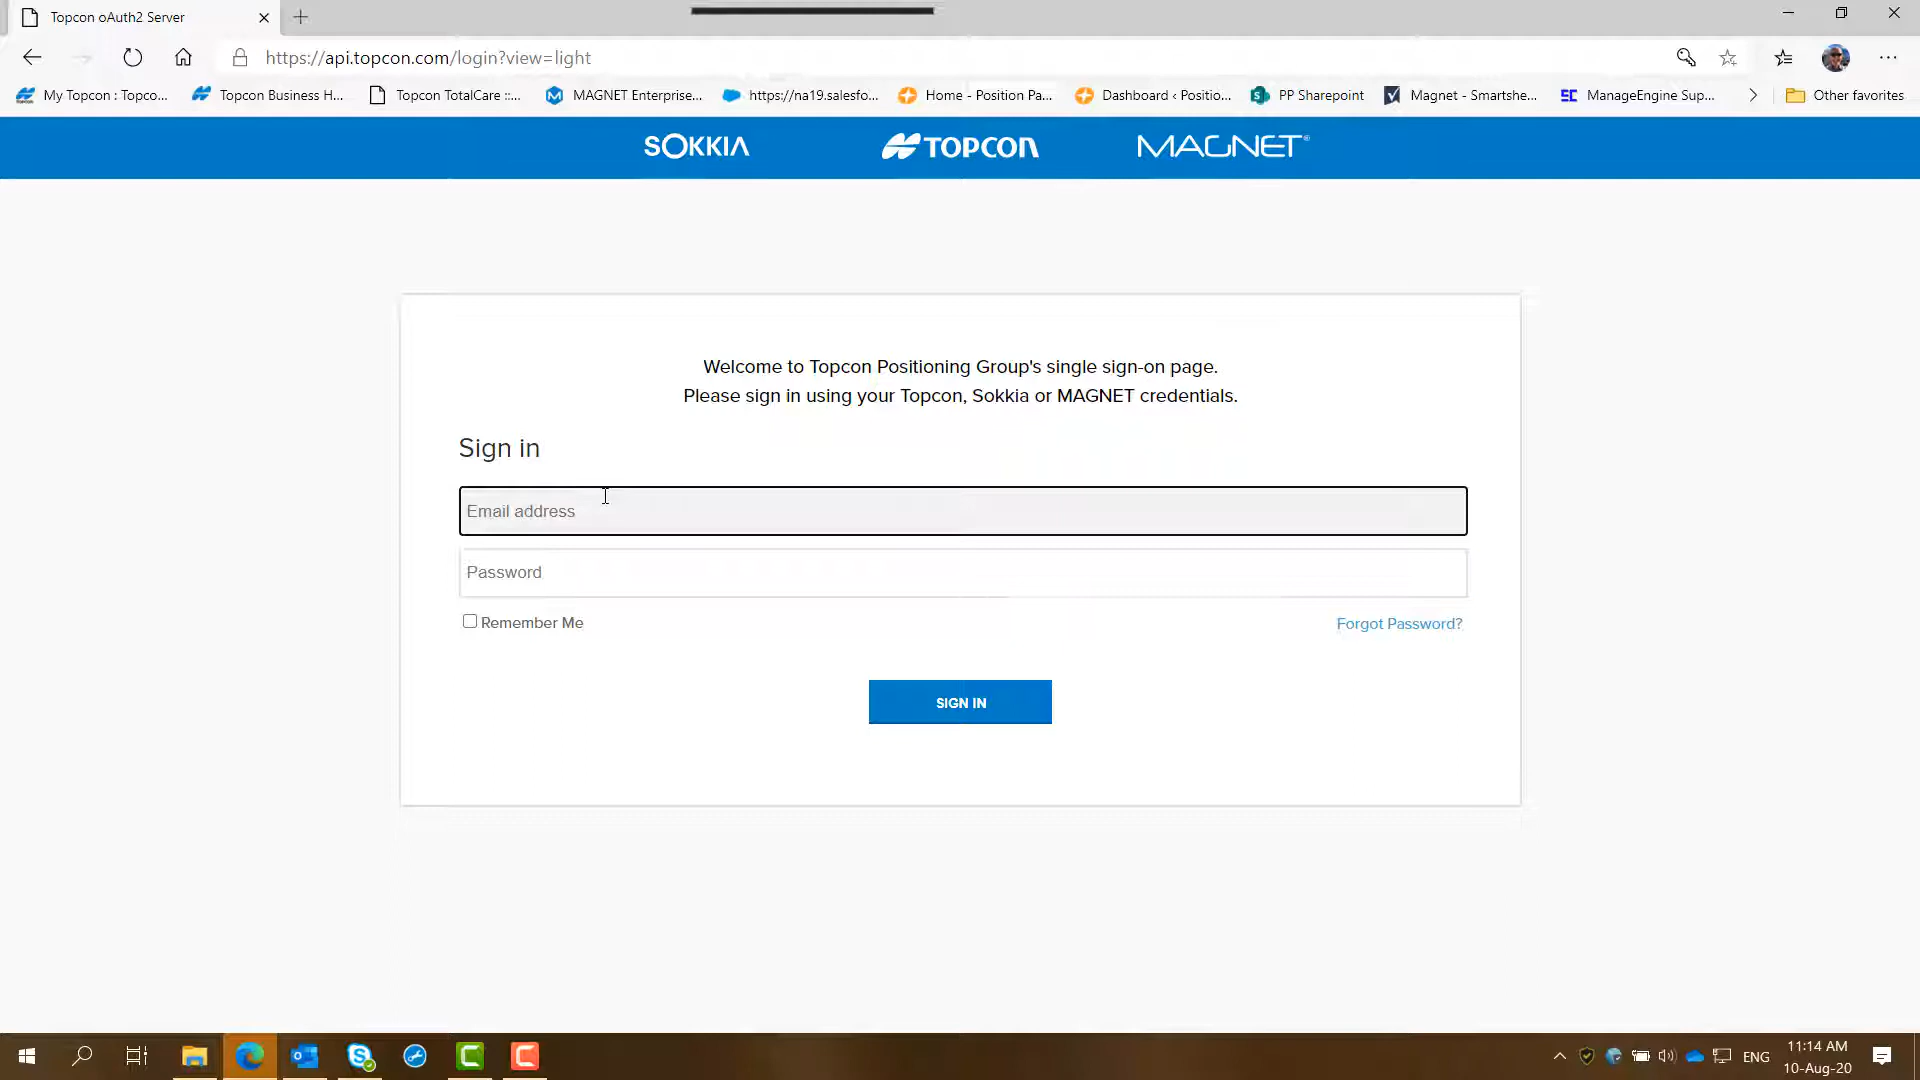 Topcon oAuth2 Server
https://api.topcon.com/login?view=light
My Topcon : Topco...
Topcon Business H...
Topcon TotalCare ::...
MAGNET Enterprise...
https://na19.salesfo...
Home - Position Pa...
Dashboard ‹ Positio...
PP Sharepoint
Magnet - Smartshe...
ManageEngine Sup...
Other favorites
SOKKIA
TOPCON
MAGNET®
Welcome to Topcon Positioning Group's single sign-on page.
Please sign in using your Topcon, Sokkia or MAGNET credentials.
Sign in
Email address
Password
Remember Me
Forgot Password?
SIGN IN
ENG
11:14 AM
10-Aug-20